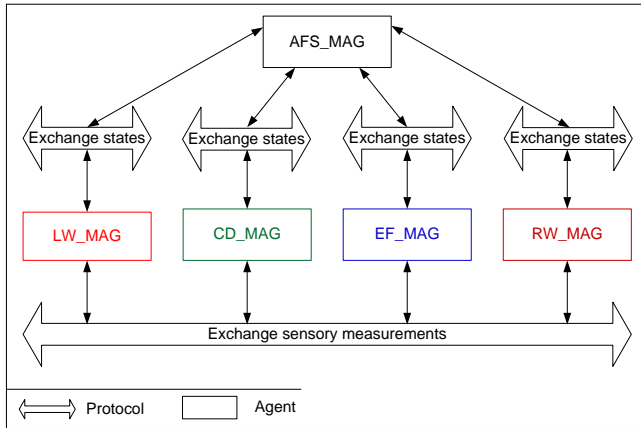 AFS_MAG
Exchange states
Exchange states
Exchange states
Exchange states
LW_MAG
CD_MAG
EF_MAG
RW_MAG
Exchange sensory measurements
Protocol
Agent